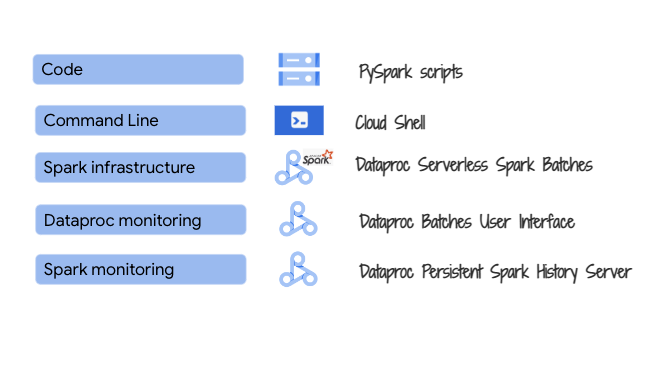 Code
PySpark scripts
Command Line
Cloud Shell
Spark infrastructure
Spark
Dataproc Serverless Spark Batches
Dataproc monitoring
Dataproc Batches User Interface
Spark monitoring
Dataproc Persistent Spark History Server